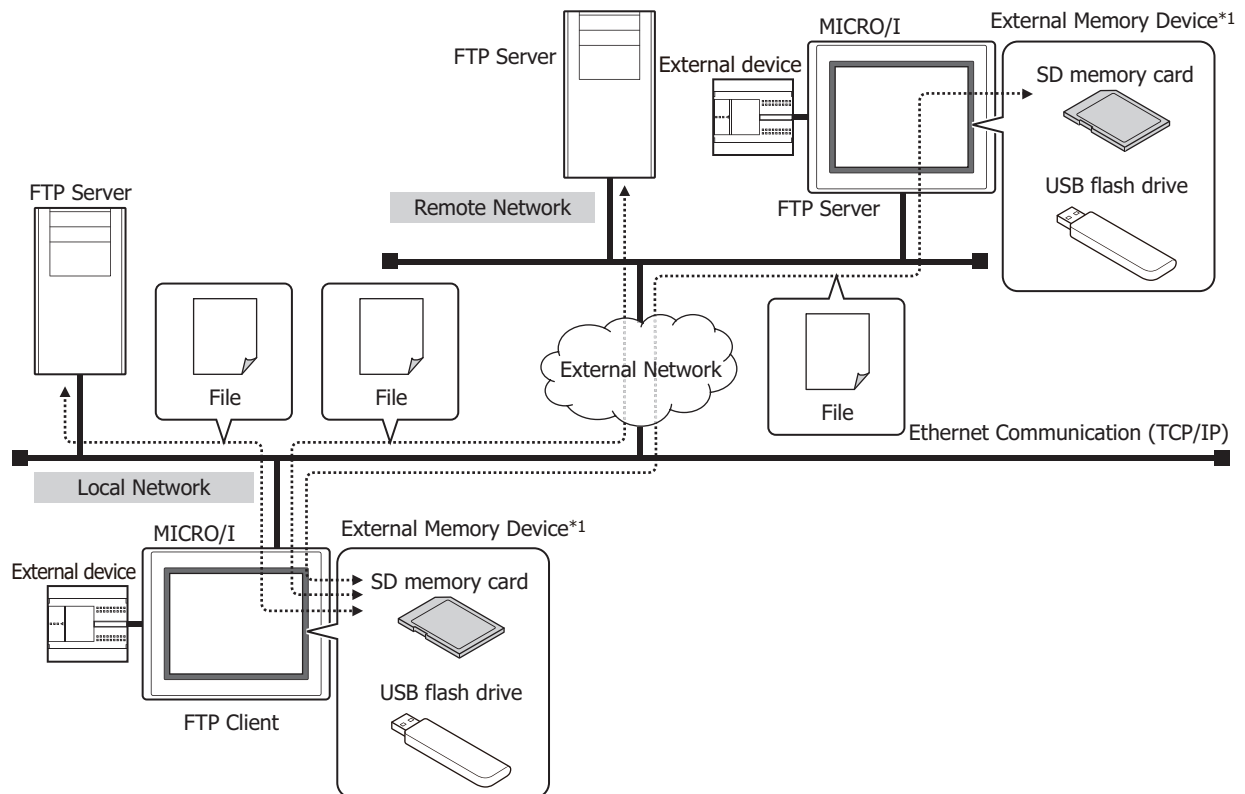 External Memory Device*1
MICRO/I
FTP Server
External device
SD memory card
USB flash drive
FTP Server
Remote Network
FTP Server
File
File
External Network
File
Ethernet Communication (TCP/IP)
Local Network
MICRO/I
External Memory Device*1
External device
SD memory card
USB flash drive
FTP Client